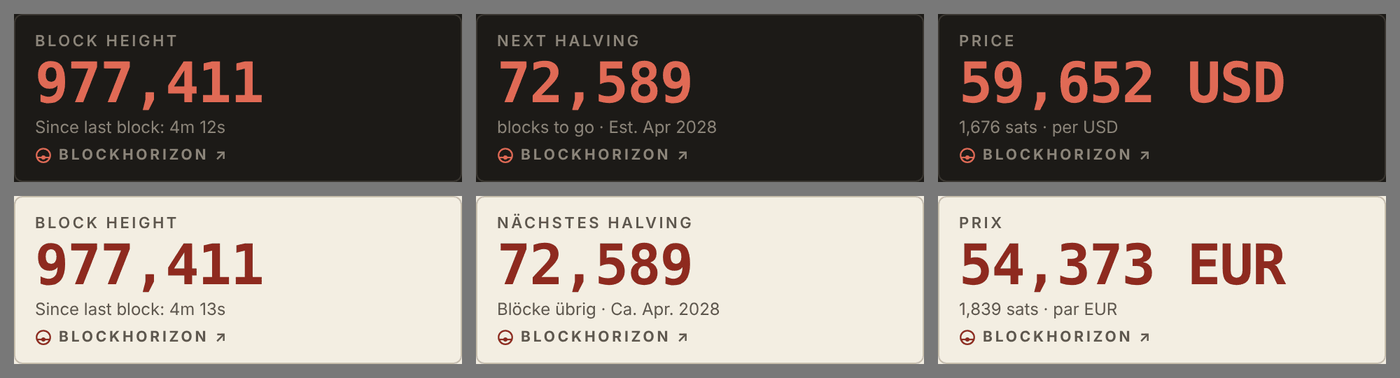 BLOCK HEIGHT
977,411
Since last block: 4m 12s
BLOCKHORIZON ↗
NEXT HALVING
72,589
blocks to go · Est. Apr 2028
BLOCKHORIZON ↗
PRICE
59,652 USD
1,676 sats · per USD
BLOCKHORIZON ↗
BLOCK HEIGHT
977,411
Since last block: 4m 13s
BLOCKHORIZON ↗
NÄCHSTES HALVING
72,589
Blöcke übrig · Ca. Apr. 2028
BLOCKHORIZON ↗
PRIX
54,373 EUR
1,839 sats · par EUR
BLOCKHORIZON ↗